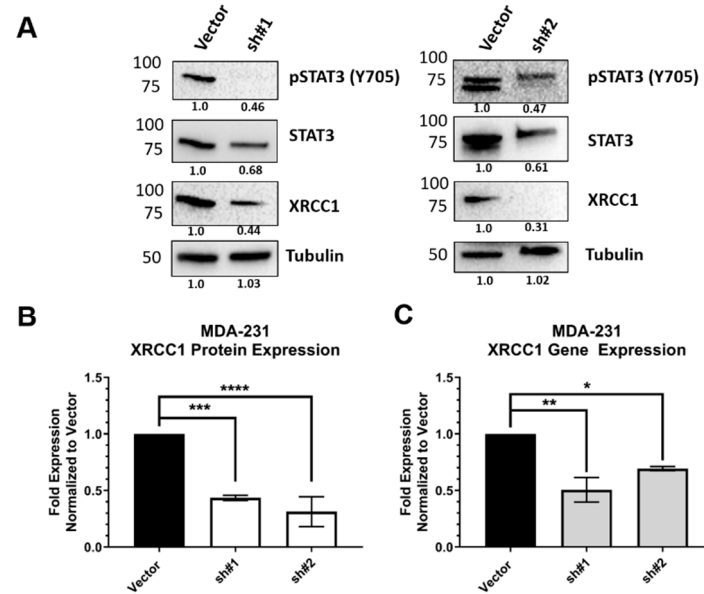 A
Vector sh#1
100
75
pSTAT3 (Y705)
1.0 0.46
100
75
STAT3
1.0 0.68
100
75
XRCC1
1.0 0.44
50
Tubulin
1.0 1.03
Vector sh#2
100
75
pSTAT3 (Y705)
1.0 0.47
100
75
STAT3
1.0 0.61
100
75
XRCC1
1.0 0.31
50
Tubulin
1.0 1.02
B
MDA-231
XRCC1 Protein Expression
Fold Expression
Normalized to Vector
1.5
1.0
0.5
0.0
****
***
Vector sh#1 sh#2
C
MDA-231
XRCC1 Gene Expression
Fold Expression
Normalized to Vector
1.5
1.0
0.5
0.0
*
**
Vector sh#1 sh#2